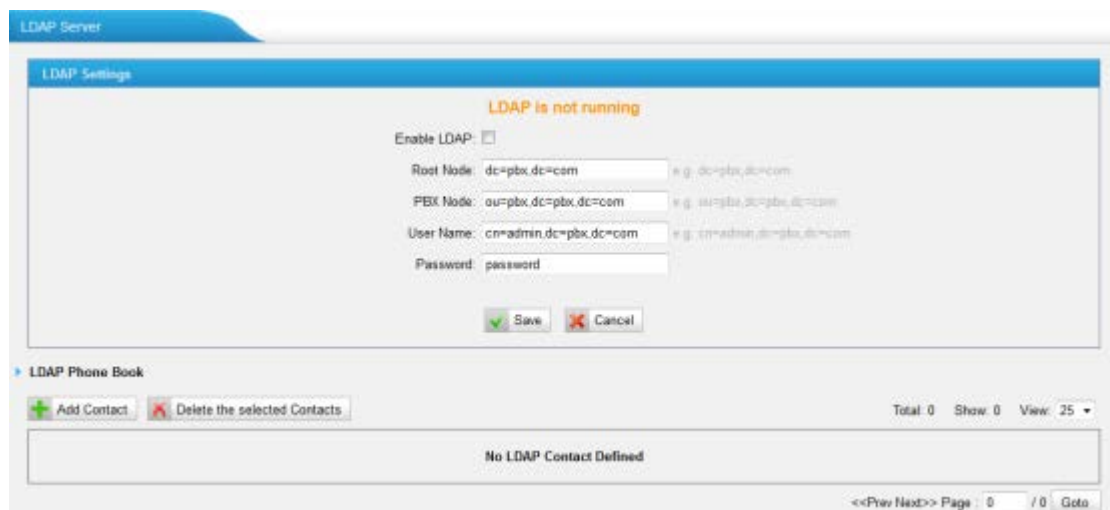 LDAP Server
LDAP Settings
LDAP is not running
Enable LDAP:
Root Node: dc=pbx,dc=com e.g. dc=pbx,dc=com
PBX Node: ou=pbx,dc=pbx,dc=com e.g. ou=pbx,dc=pbx,dc=com
User Name: cn=admin,dc=pbx,dc=com e.g. cn=admin,dc=pbx,dc=com
Password: password
Save Cancel
LDAP Phone Book
Add Contact Delete the selected Contacts Total: 0 Show: 0 View: 25
No LDAP Contact Defined
<<Prev Next>> Page : 0 / 0 Goto